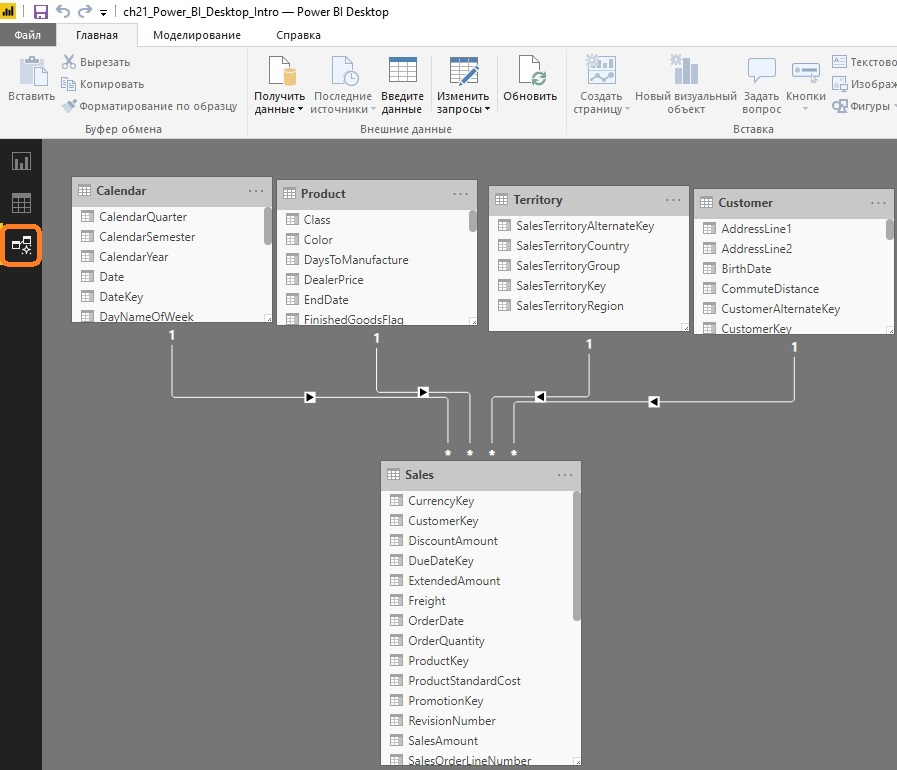 ch21_Power_BI_Desktop_Intro — Power BI Desktop
Файл Главная Моделирование Справка
Вставить
Вырезать
Копировать
Форматирование по образцу
Буфер обмена
Получить данные
Последние источники
Введите данные
Изменить запросы
Обновить
Внешние данные
Создать страницу
Новый визуальный объект
Задать вопрос
Кнопки
Текстово
Изображ
Фигуры
Вставка
Calendar
CalendarQuarter
CalendarSemester
CalendarYear
Date
DateKey
DayNameOfWeek
Product
Class
Color
DaysToManufacture
DealerPrice
EndDate
FinishedGoodsFlag
Territory
SalesTerritoryAlternateKey
SalesTerritoryCountry
SalesTerritoryGroup
SalesTerritoryKey
SalesTerritoryRegion
Customer
AddressLine1
AddressLine2
BirthDate
CommuteDistance
CustomerAlternateKey
CustomerKey
1 1 1 1
* * * *
Sales
CurrencyKey
CustomerKey
DiscountAmount
DueDateKey
ExtendedAmount
Freight
OrderDate
OrderQuantity
ProductKey
ProductStandardCost
PromotionKey
RevisionNumber
SalesAmount
SalesOrderLineNumber